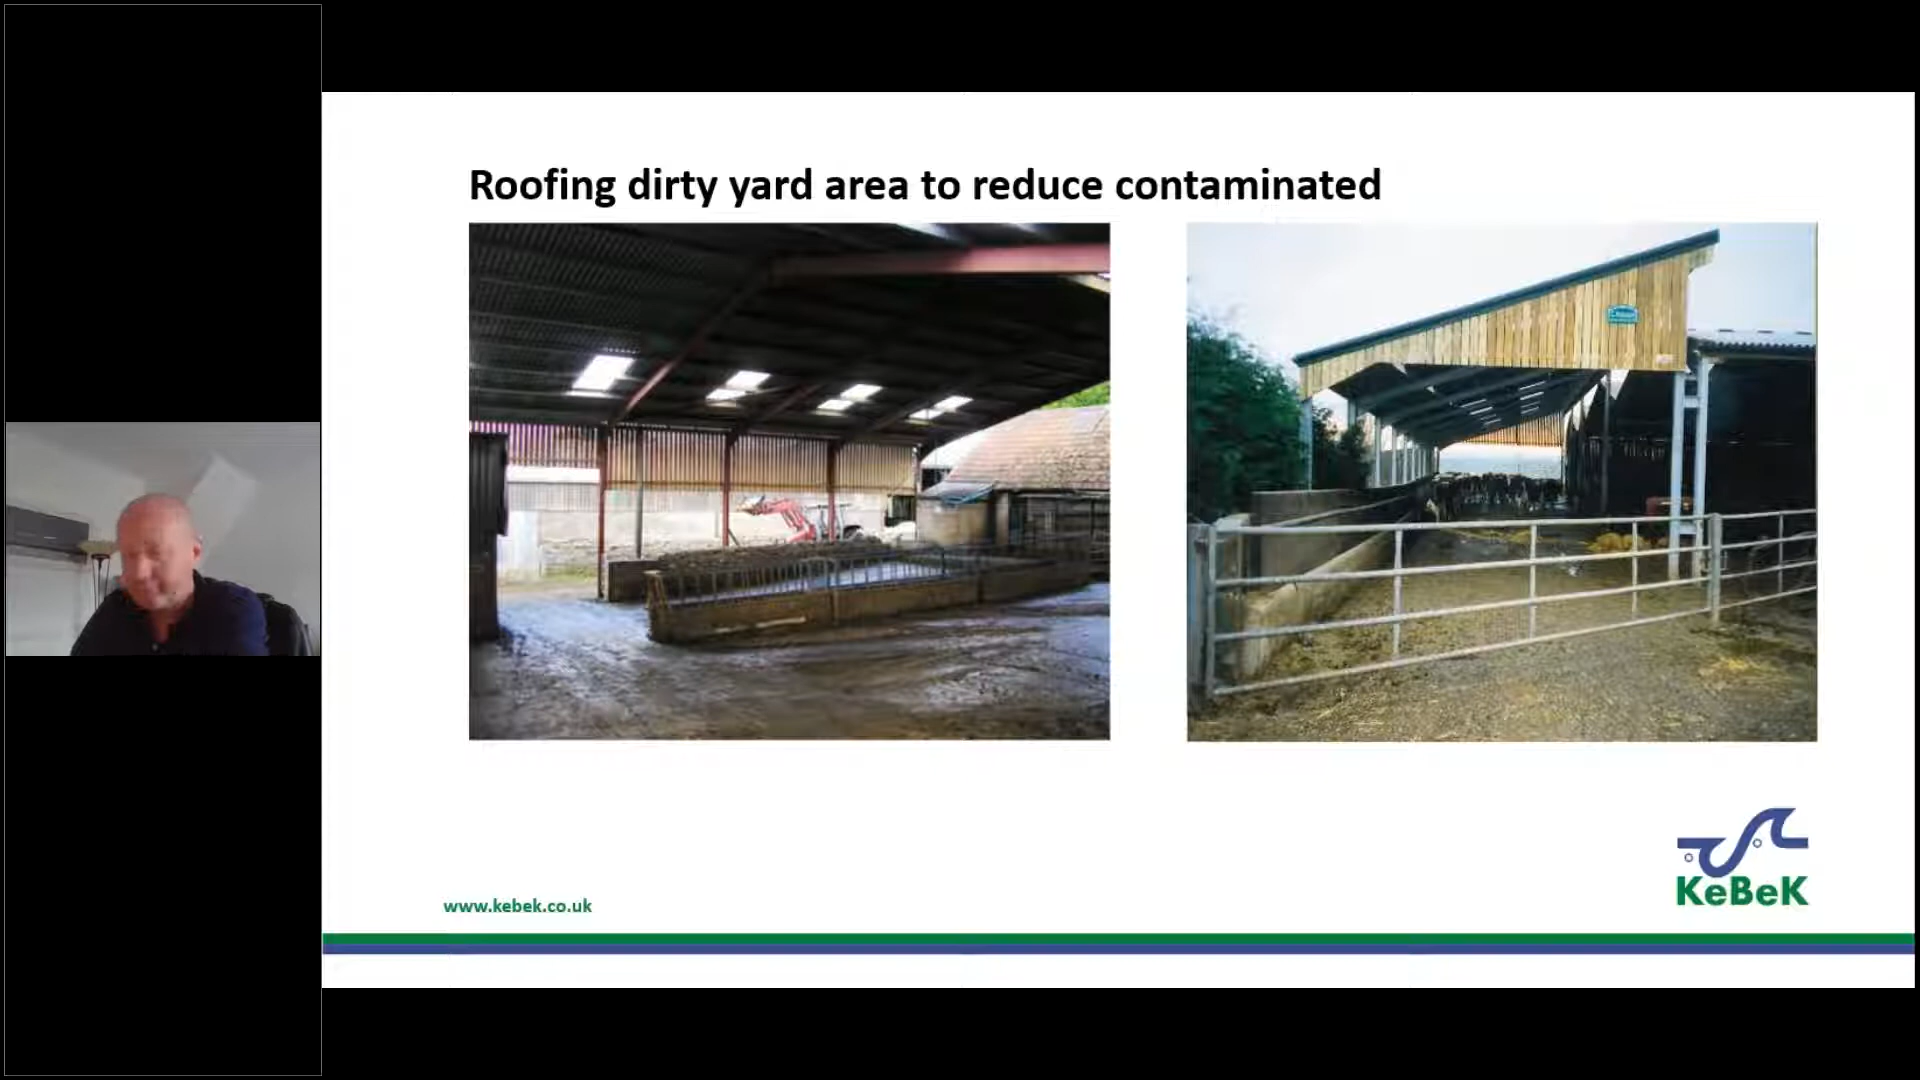 Roofing dirty yard area to reduce contaminated
www.kebek.co.uk
KeBeK